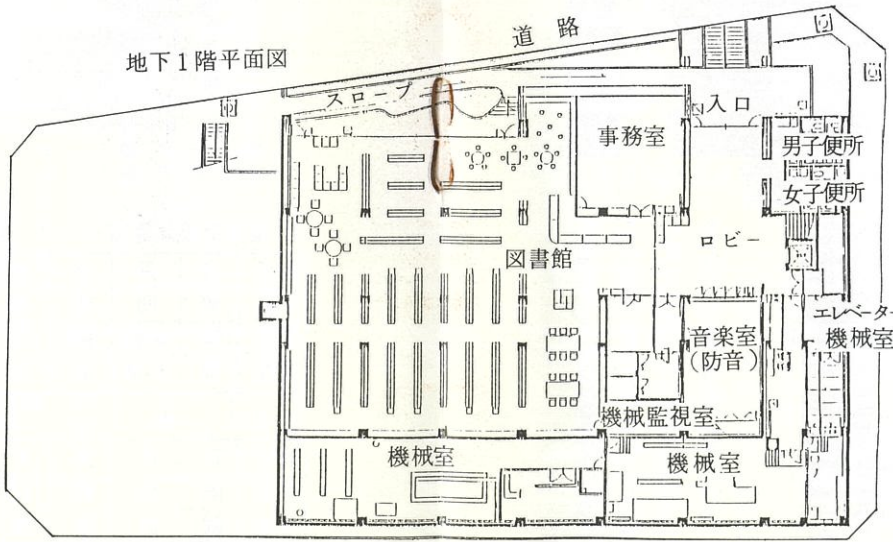 地下1階平面図
道路
スロープ
入口
事務室
男子便所
女子便所
ロビー
図書館
エレベーター
機械室
音楽室
(防音)
機械監視室
機械室
機械室